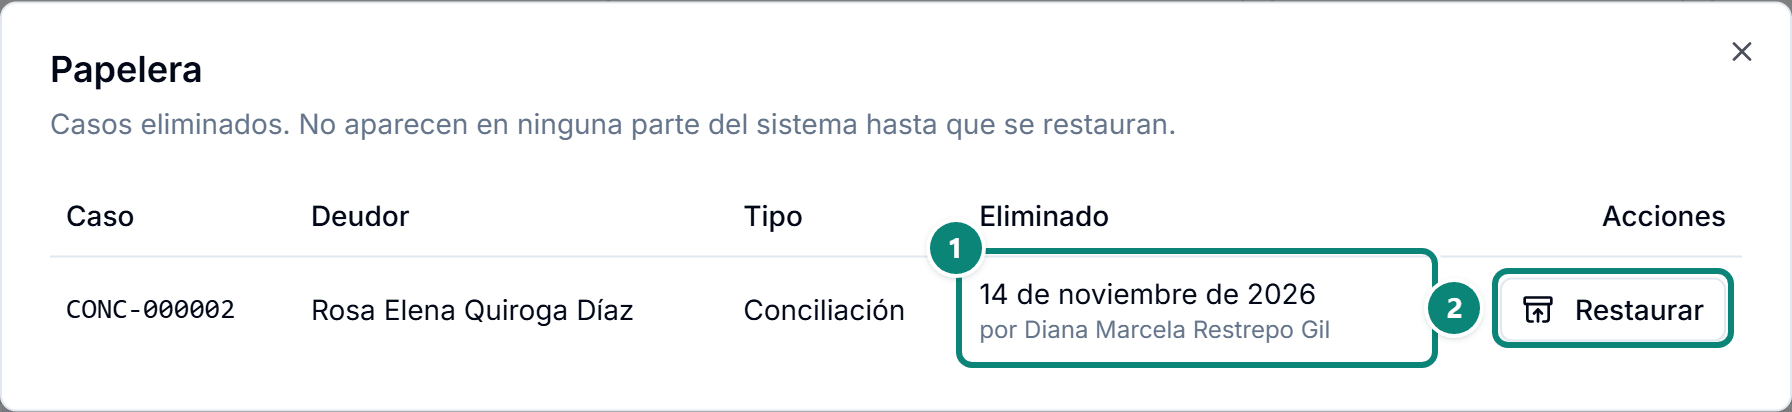 Papelera
Casos eliminados. No aparecen en ninguna parte del sistema hasta que se restauran.
Caso Deudor Tipo Eliminado Acciones
1
CONC-000002 Rosa Elena Quiroga Díaz Conciliación 14 de noviembre de 2026
por Diana Marcela Restrepo Gil
2 Restaurar